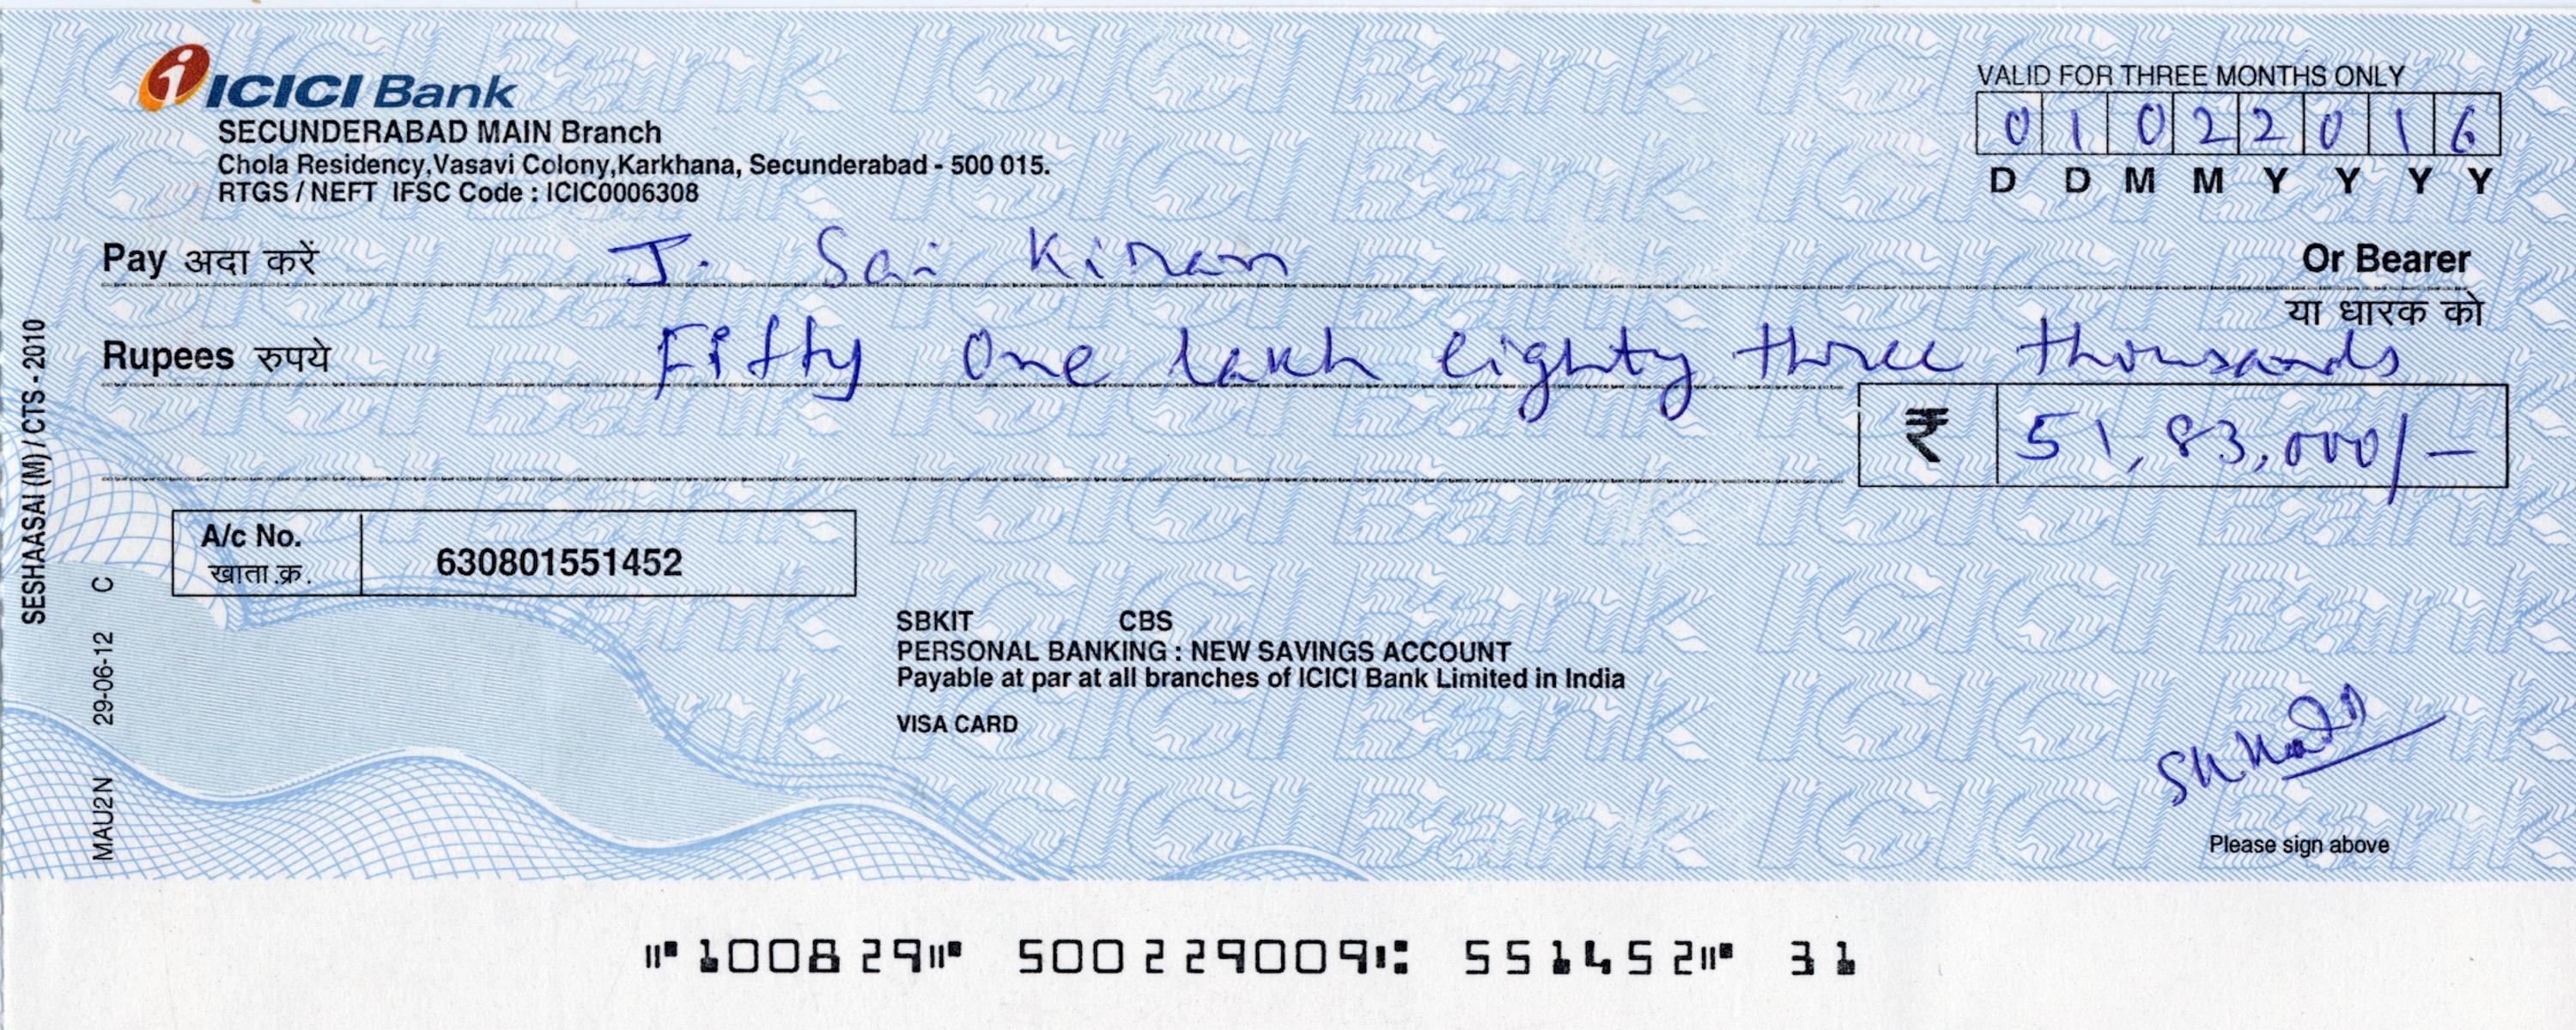 ICICI Bank
SECUNDERABAD MAIN Branch
Chola Residency,Vasavi Colony,Karkhana, Secunderabad - 500 015.
RTGS / NEFT IFSC Code : ICIC0006308
VALID FOR THREE MONTHS ONLY
0 1 0 2 2 0 1 6
D D M M Y Y Y Y
Pay अदा करें J. Sai Kiran Or Bearer
या धारक को
Rupees रुपये Fifty One lakh eighty three thousands
₹ 51,83,000/-
A/c No. 630801551452
खाता.क्र.
SBKIT CBS
PERSONAL BANKING : NEW SAVINGS ACCOUNT
Payable at par at all branches of ICICI Bank Limited in India
VISA CARD
Please sign above
SESHAASAI (M) / CTS - 2010
MAU2N 29-06-12 C
⑈100829⑈ 500229009⑆ 551452⑈ 31